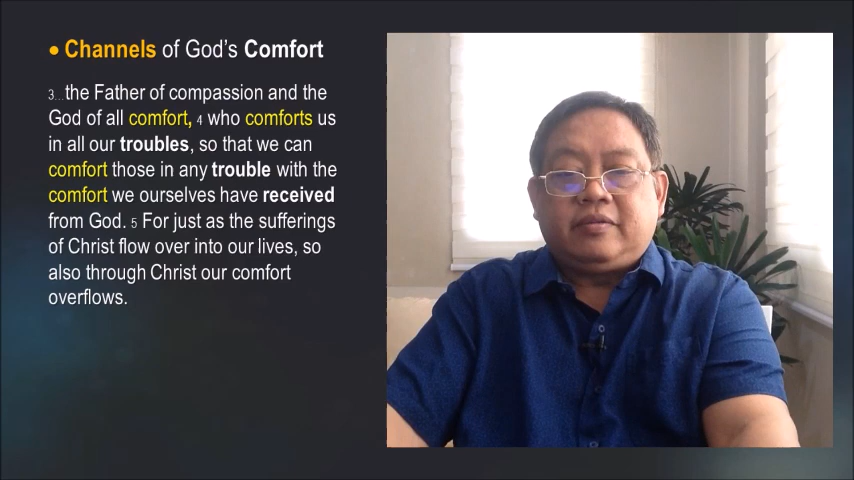 • Channels of God's Comfort
3...the Father of compassion and the
God of all comfort, 4 who comforts us
in all our troubles, so that we can
comfort those in any trouble with the
comfort we ourselves have received
from God. 5 For just as the sufferings
of Christ flow over into our lives, so
also through Christ our comfort
overflows.